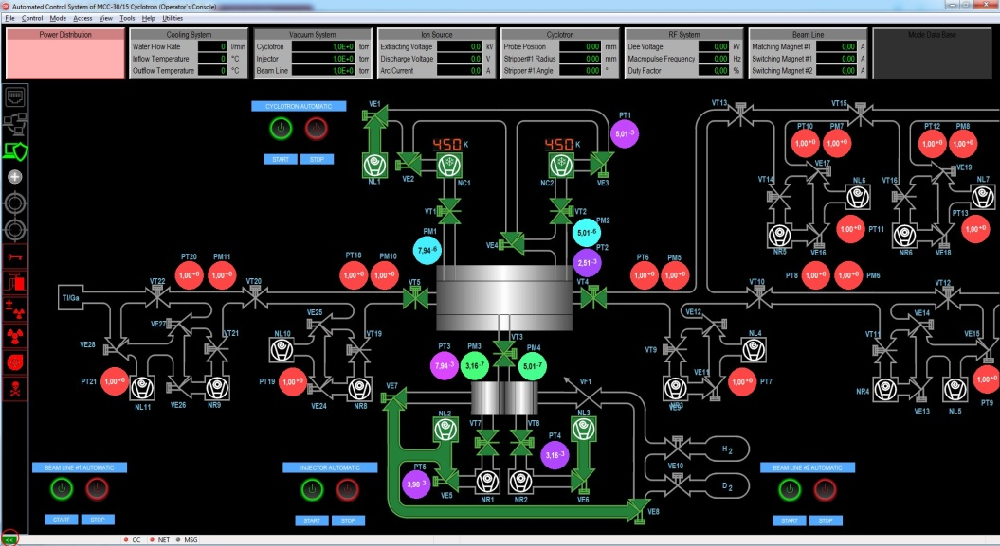 Automated Control System of MCC-30/15 Cyclotron (Operator's Console)
File Control Mode Access View Tools Help Utilities
Power Distribution
Cooling System
Water Flow Rate 0 l/min
Inflow Temperature 0 °C
Outflow Temperature 0 °C
Vacuum System
Cyclotron 1,0E+0 torr
Injector 1,0E+0 torr
Beam Line 1,0E+0 torr
Ion Source
Extracting Voltage 0.0 kV
Discharge Voltage 0.0 V
Arc Current 0.0 A
Cyclotron
Probe Position 0,00 mm
Stripper#1 Radius 0,00 mm
Stripper #1 Angle 0,00 °
RF System
Dee Voltage 0,00 kV
Macropulse Frequency 0,00 Hz
Duty Factor 0,00 %
Beam Line
Matching Magnet #1 0,00 A
Switching Magnet #1 0,00 A
Switching Magnet #2 0,00 A
Mode Data Base
CYCLOTRON AUTOMATIC
START STOP
VE1
PT1
5,01-3
450 K
450 K
NL1
VE2
NC1
NC2
VE3
VT1
VT2
PM1
7,94-6
VE4
PM2
5,01-6
PT2
2,51-3
VT13
VT15
PT10 PM7
1,00+0 1,00+0
PT12 PM8
1,00+0 1,00+0
VE17
VE19
VT14
NL6
VT16
NL7
PT13
1,00+0 PT11
1,00+0
NR5
VE16
NR6
VE18
PT20 PM11
1,00+0 1,00+0
PT18 PM10
1,00+0 1,00+0
PT6 PM5
1,00+0 1,00+0
PT8 1,00+0 1,00+0 PM6
Tl/Ga
VT22
VT20
VT5
VT4
VT10
VT12
VE27
VE25
VE12
VE14
VE28
VT21
NL10
VT19
VT3
VT9
NL4
VT11
VE15
PT3
7,94-3
PM3
3,16-7
PM4
5,01-7
PT21 1,00+0
PT19 1,00+0
1,00+0 PT7
1,00+0
PT9
NL11
VE26
NR9
VE24
NR8
VE7
VF1
VE11
NR4
VE13
NL5
NL2
NL3
VT7
VT8
PT4
3,16-3
PT5
3,98-3
VE5
NR1
NR2
VE6
VE8
VE10
H2
D2
BEAM LINE #1 AUTOMATIC
START STOP
INJECTOR AUTOMATIC
START STOP
BEAM LINE #2 AUTOMATIC
START STOP
<<
CC NET MSG